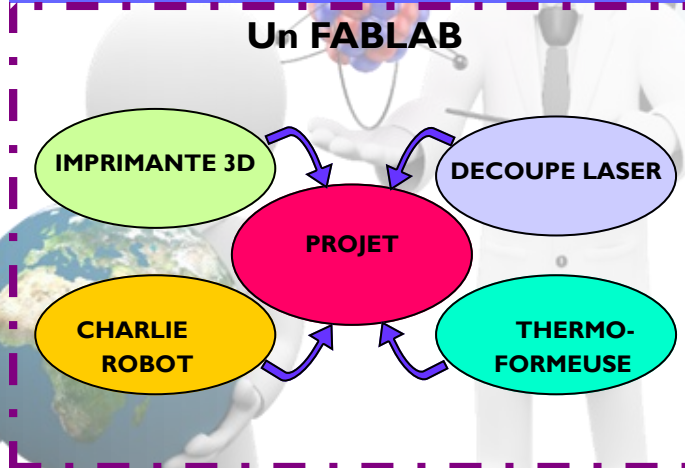 Un FABLAB
IMPRIMANTE 3D
DECOUPE LASER
PROJET
CHARLIE
ROBOT
THERMO-
FORMEUSE